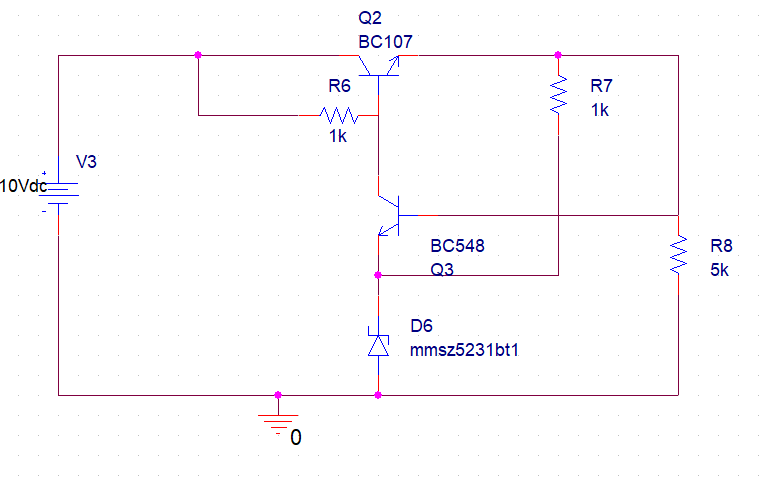 Q2
BC107
R6
1k
R7
1k
V3
10Vdc
+
-
BC548
Q3
R8
5k
D6
mmsz5231bt1
0